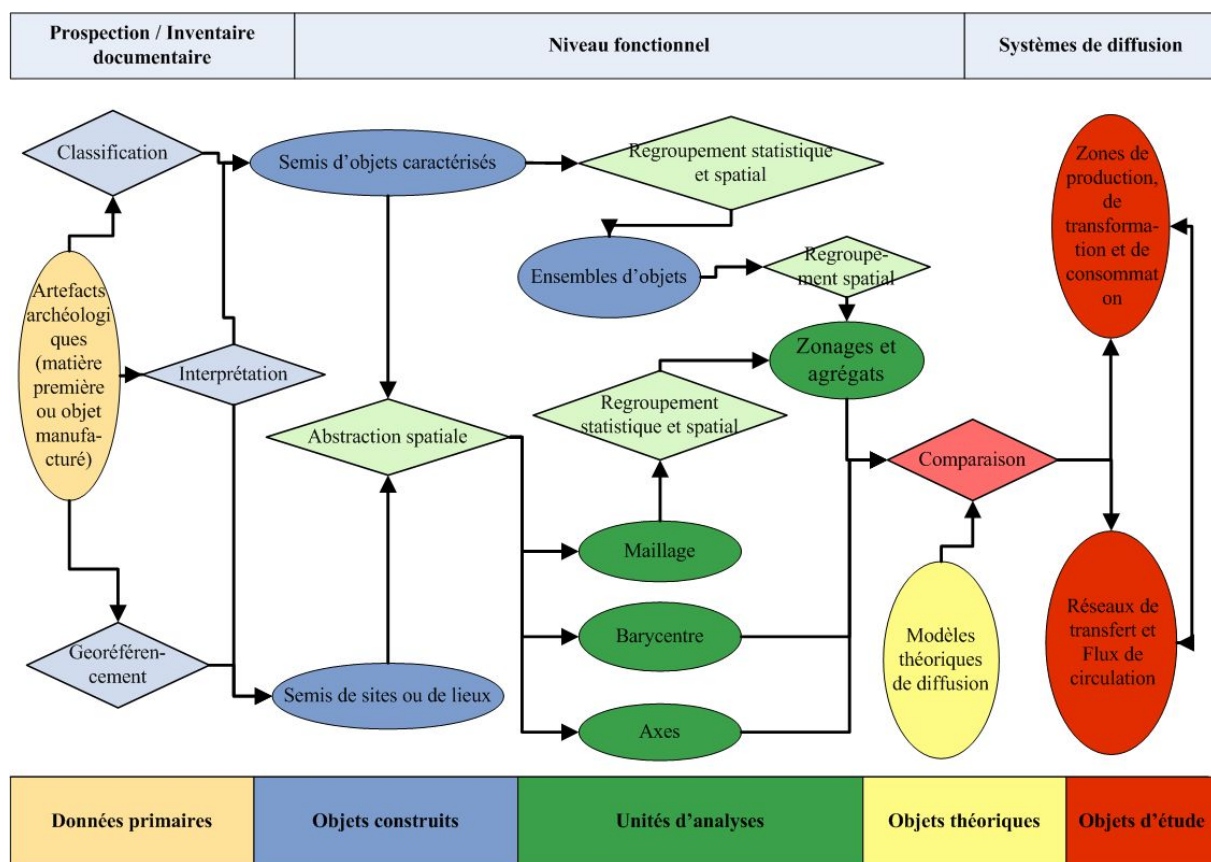 Prospection / Inventaire
documentaire
Niveau fonctionnel
Systèmes de diffusion
Classification
Semis d'objets caractérisés
Regroupement statistique
et spatial
Zones de
production,
de
transforma-
tion et de
consommat
on
Ensembles d'objets
Regroupe-
ment spatial
Artefacts
archéolog
iques
(matière
première
ou objet
manufa-
cturé)
Interprétation
Zonages et
agrégats
Regroupement
statistique et spatial
Abstraction spatiale
Comparaison
Maillage
Barycentre
Modèles
théoriques
de diffusion
Réseaux de
transfert et
Flux de
circulation
Georéféren-
cement
Semis de sites ou de lieux
Axes
Données primaires
Objets construits
Unités d'analyses
Objets théoriques
Objets d'étude